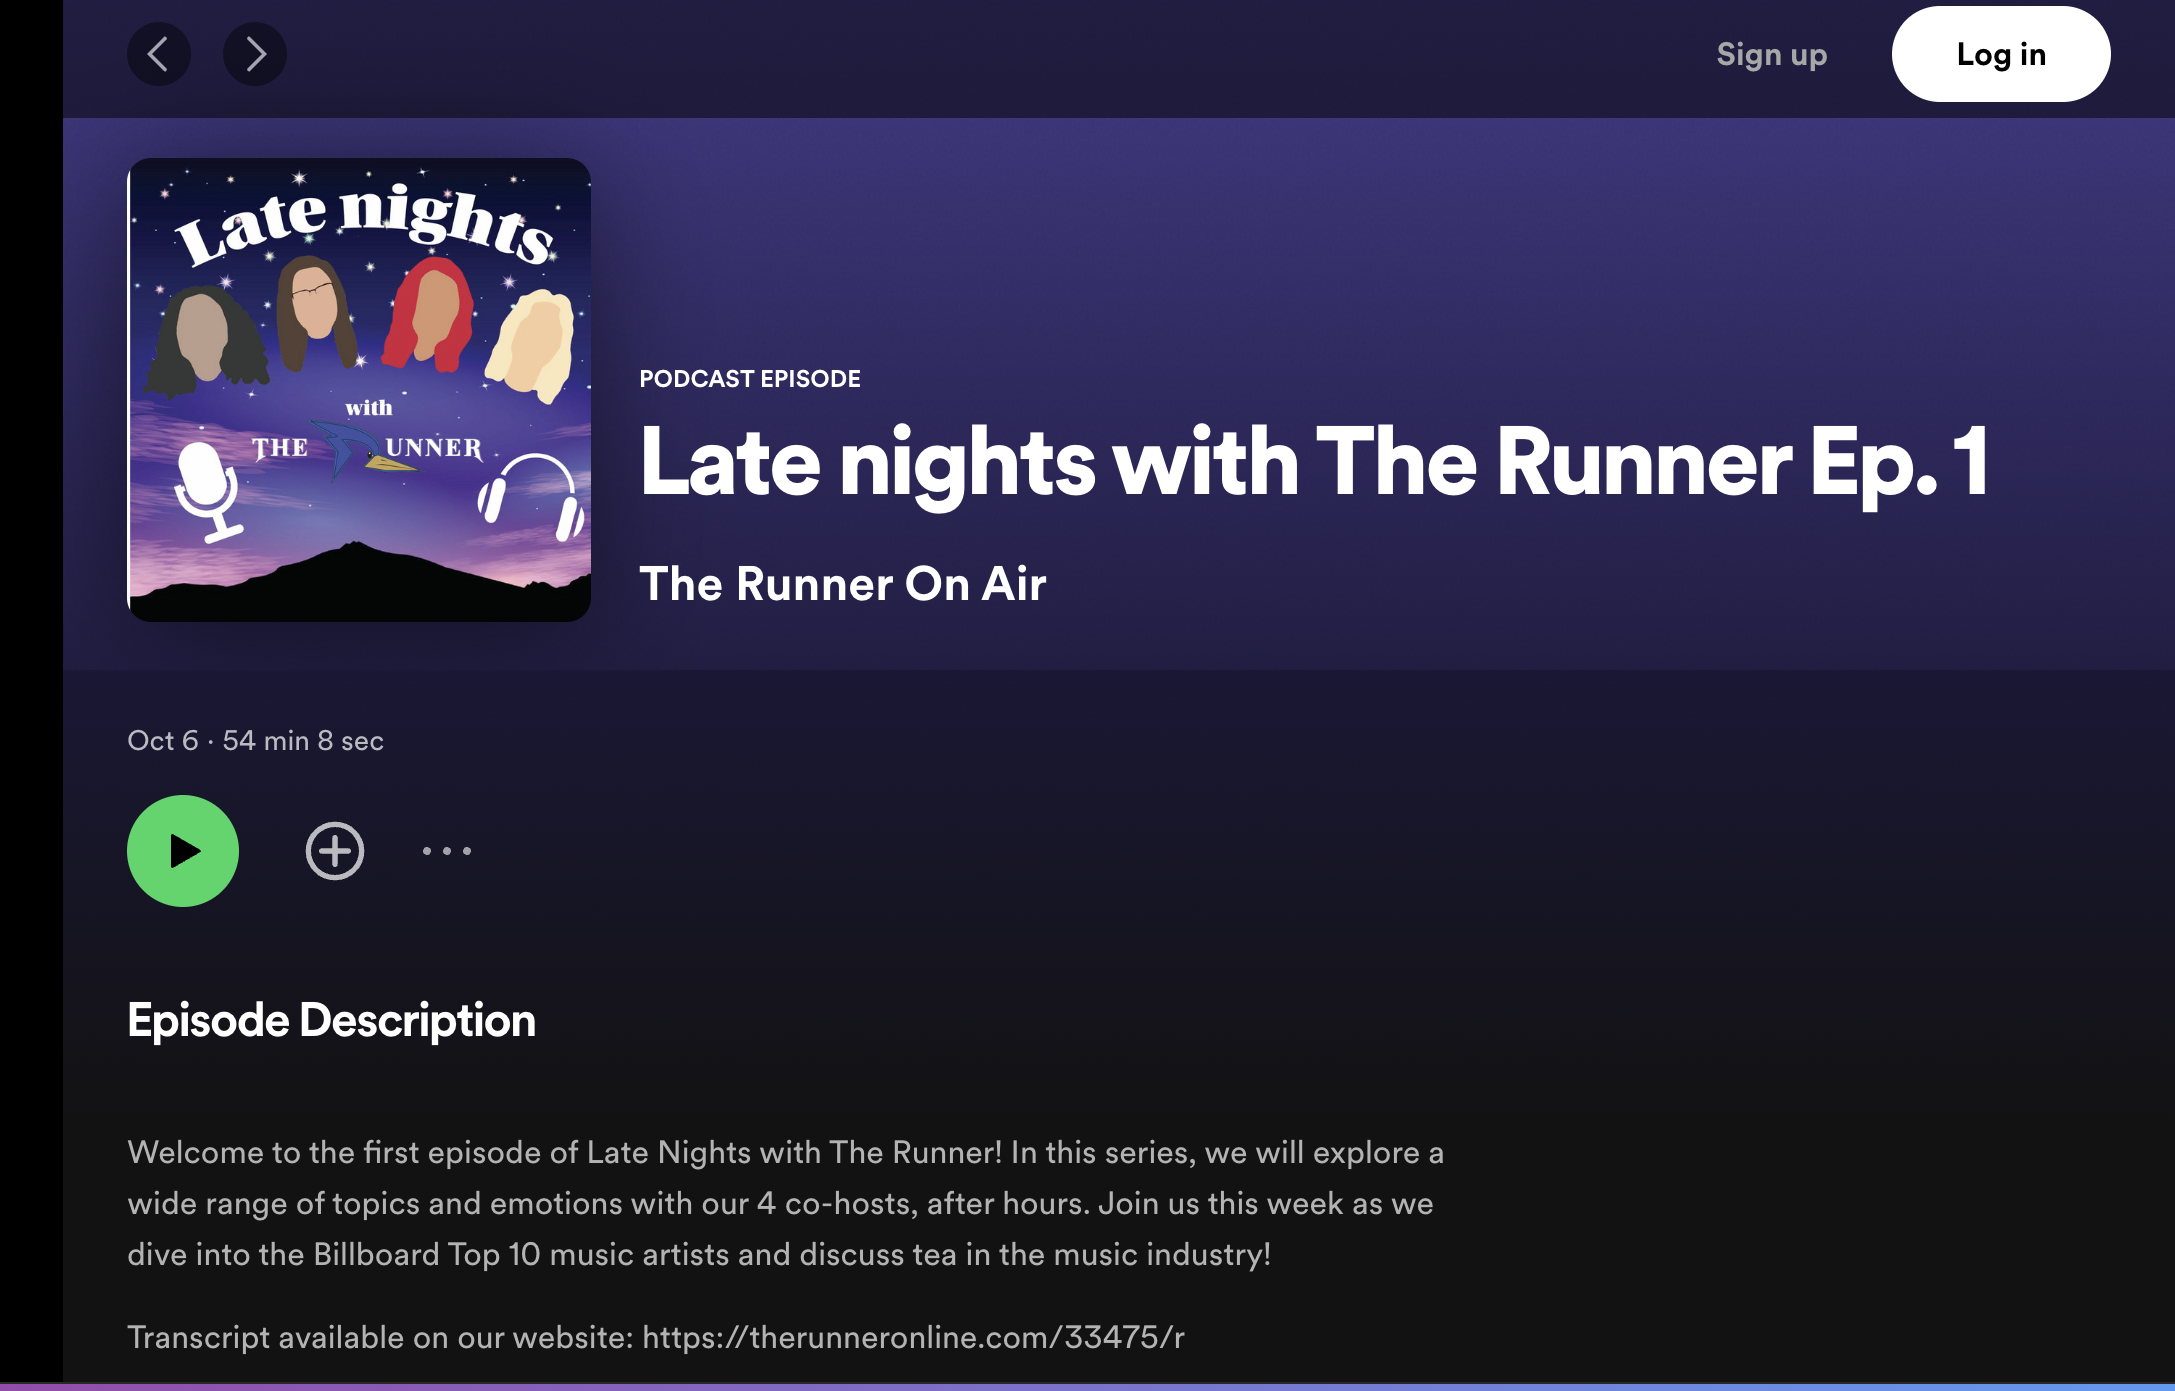 Sign up
Log in
Late nights
with
THE RUNNER
PODCAST EPISODE
Late nights with The Runner Ep. 1
The Runner On Air
Oct 6 · 54 min 8 sec
Episode Description
Welcome to the first episode of Late Nights with The Runner! In this series, we will explore a
wide range of topics and emotions with our 4 co-hosts, after hours. Join us this week as we
dive into the Billboard Top 10 music artists and discuss tea in the music industry!
Transcript available on our website: https://therunneronline.com/33475/r